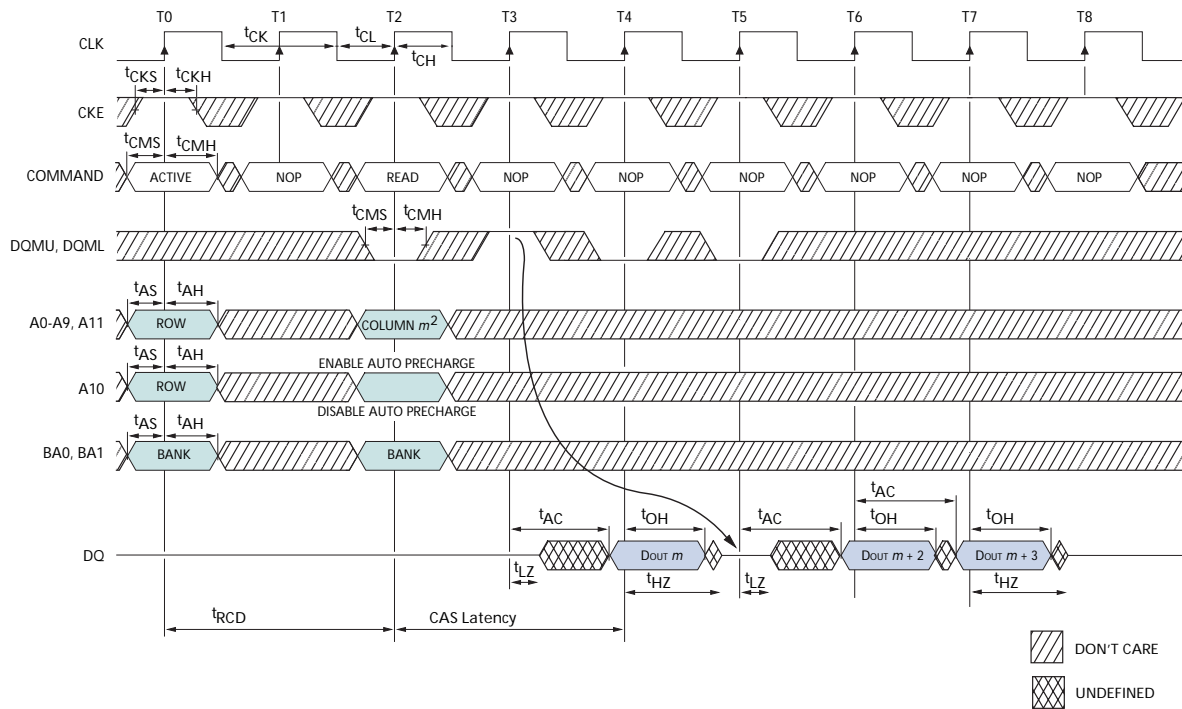 T0 T1 T2 T3 T4 T5 T6 T7 T8
CLK
tCK tCL
tCH
tCKS tCKH
CKE
tCMS tCMH
COMMAND
ACTIVE NOP READ NOP NOP NOP NOP NOP NOP
tCMS tCMH
DQMU, DQML
tAS tAH
A0-A9, A11
ROW COLUMN m2
tAS tAH
ENABLE AUTO PRECHARGE
A10
ROW
DISABLE AUTO PRECHARGE
tAS tAH
BA0, BA1
BANK BANK
tAC
tAC tOH tAC tOH tOH
DQ
DOUT m DOUT m + 2 DOUT m + 3
tLZ tHZ tLZ tHZ
tRCD CAS Latency
DON'T CARE
UNDEFINED